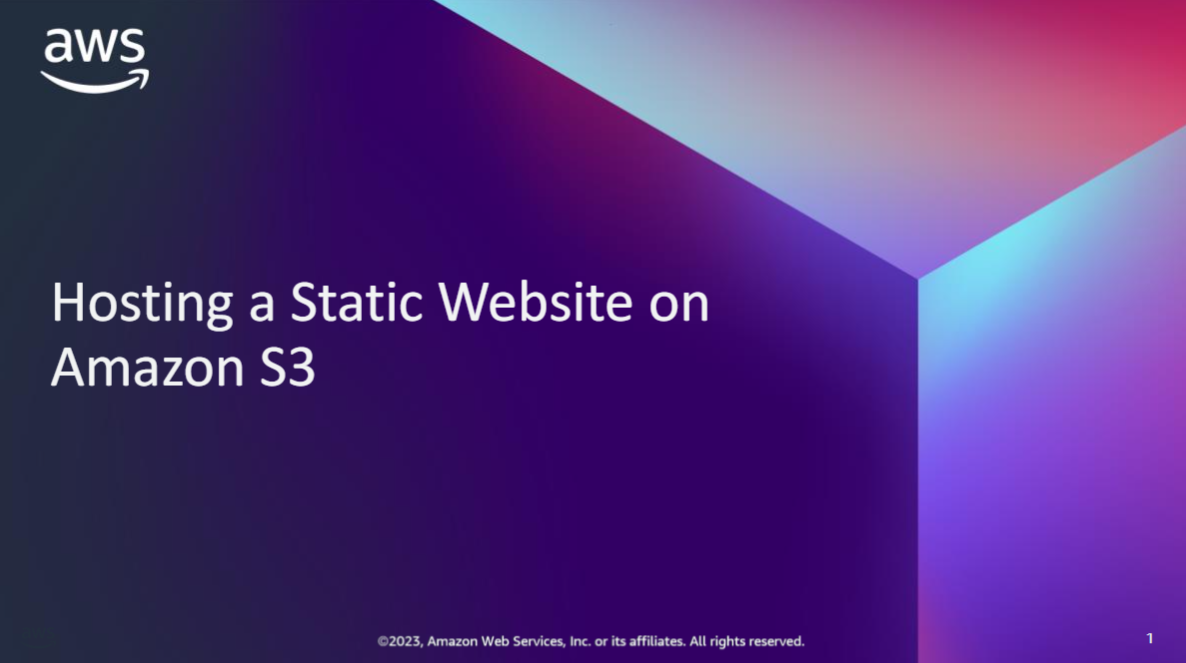 aws
Hosting a Static Website on
Amazon S3
©2023, Amazon Web Services, Inc. or its affiliates. All rights reserved.
1